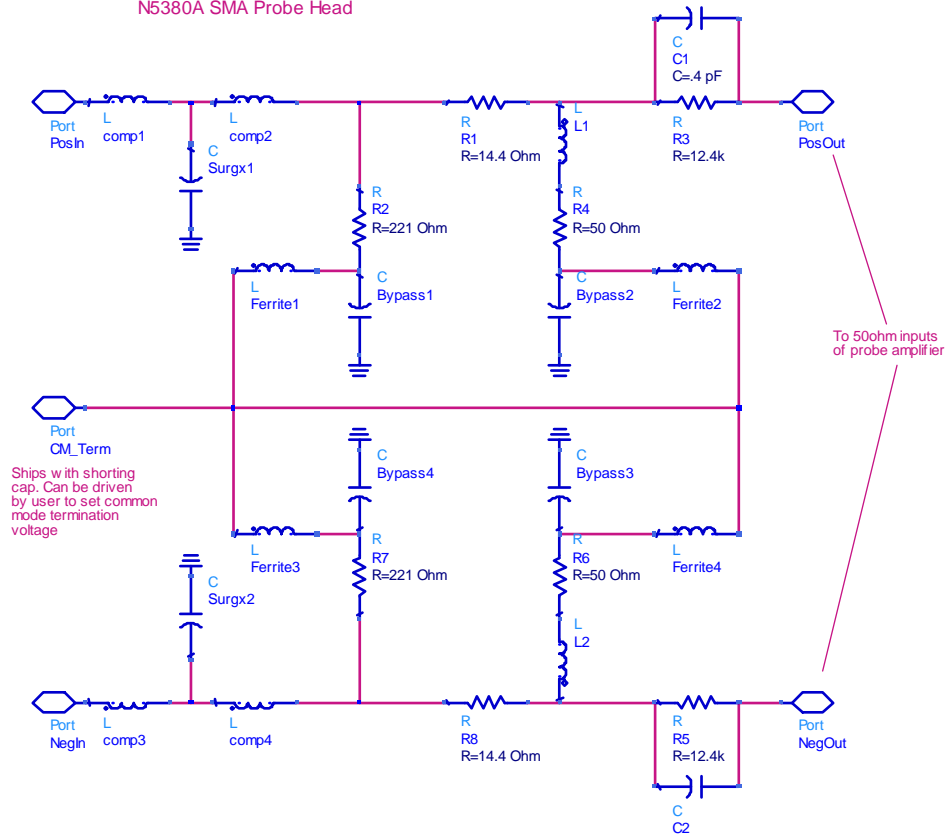 N5380A SMA Probe Head
C
C1
C=.4 pF
Port
PosIn
L
comp1
L
comp2
R
R1
R=14.4 Ohm
L
L1
R
R3
R=12.4k
Port
PosOut
C
Surgx1
R
R2
R=221 Ohm
R
R4
R=50 Ohm
L
Ferrite1
C
Bypass1
C
Bypass2
L
Ferrite2
To 50ohm inputs
of probe amplifier
Port
CM_Term
Ships with shorting
cap. Can be driven
by user to set common
mode termination
voltage
C
Bypass4
C
Bypass3
L
Ferrite3
R
R7
R=221 Ohm
R
R6
R=50 Ohm
L
Ferrite4
C
Surgx2
L
L2
Port
NegIn
L
comp3
L
comp4
R
R8
R=14.4 Ohm
R
R5
R=12.4k
Port
NegOut
C
C2